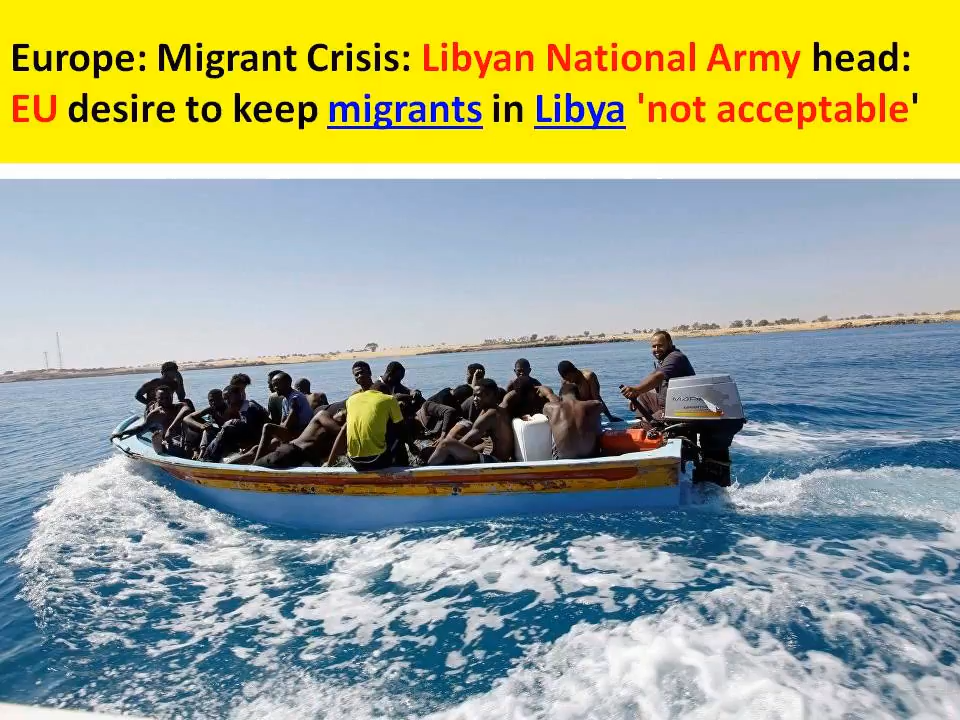 Europe: Migrant Crisis: Libyan National Army head:
EU desire to keep migrants in Libya 'not acceptable'